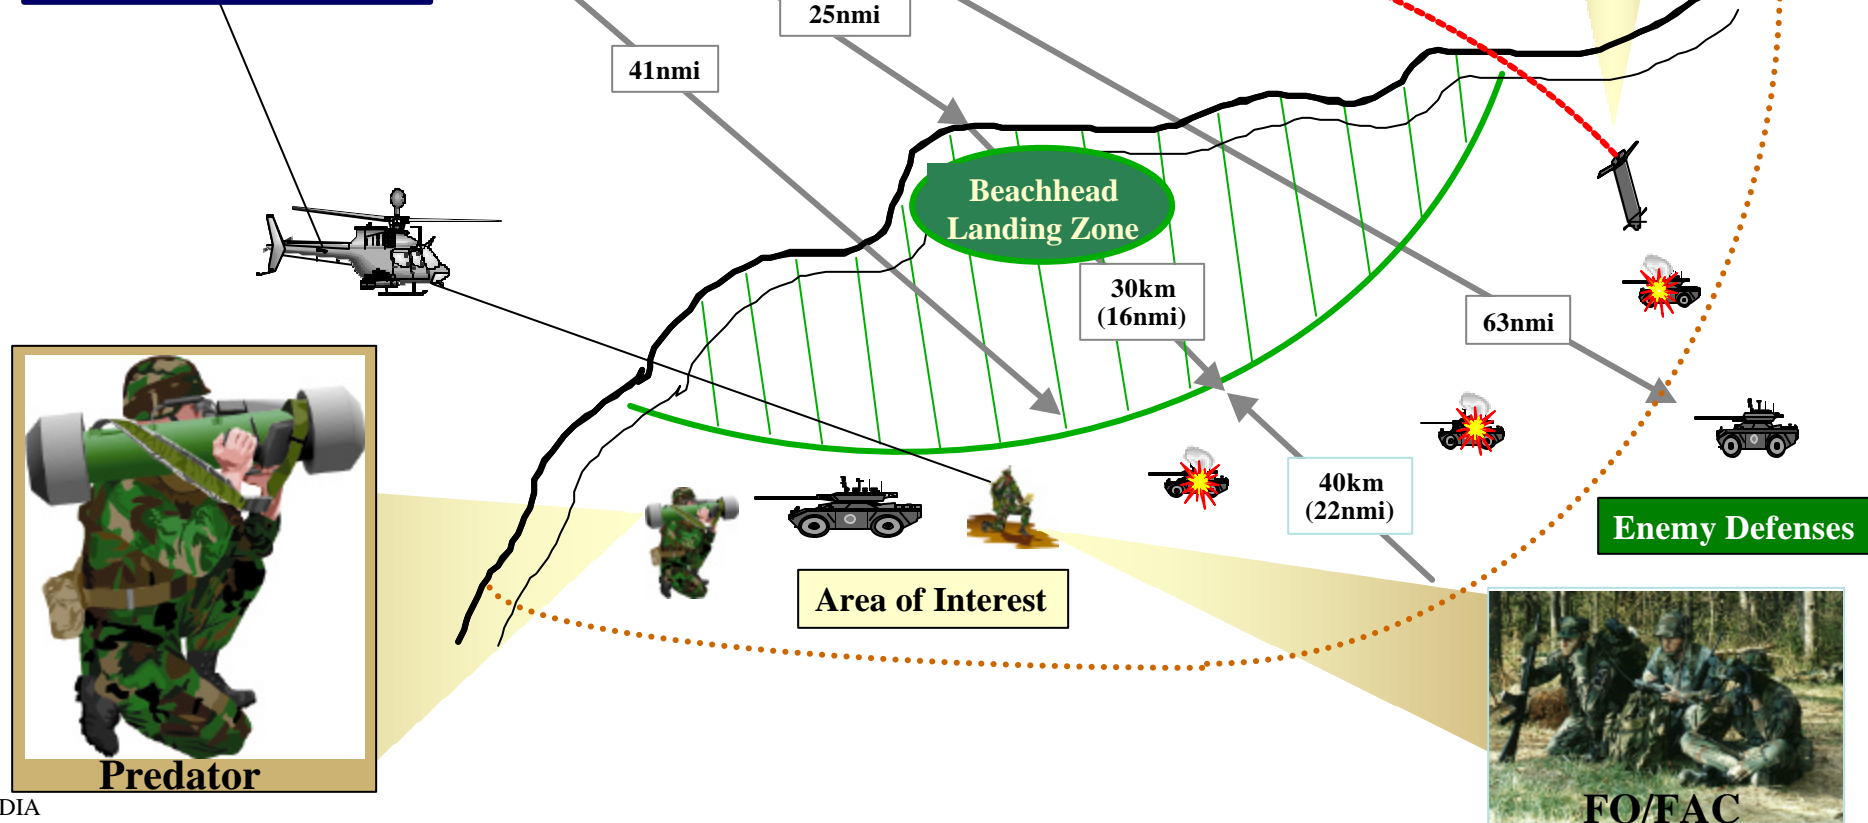 25nmi
41nmi
Beachhead
Landing Zone
30km
(16nmi)
63nmi
40km
(22nmi)
Enemy Defenses
Area of Interest
Predator
FO/FAC
DIA